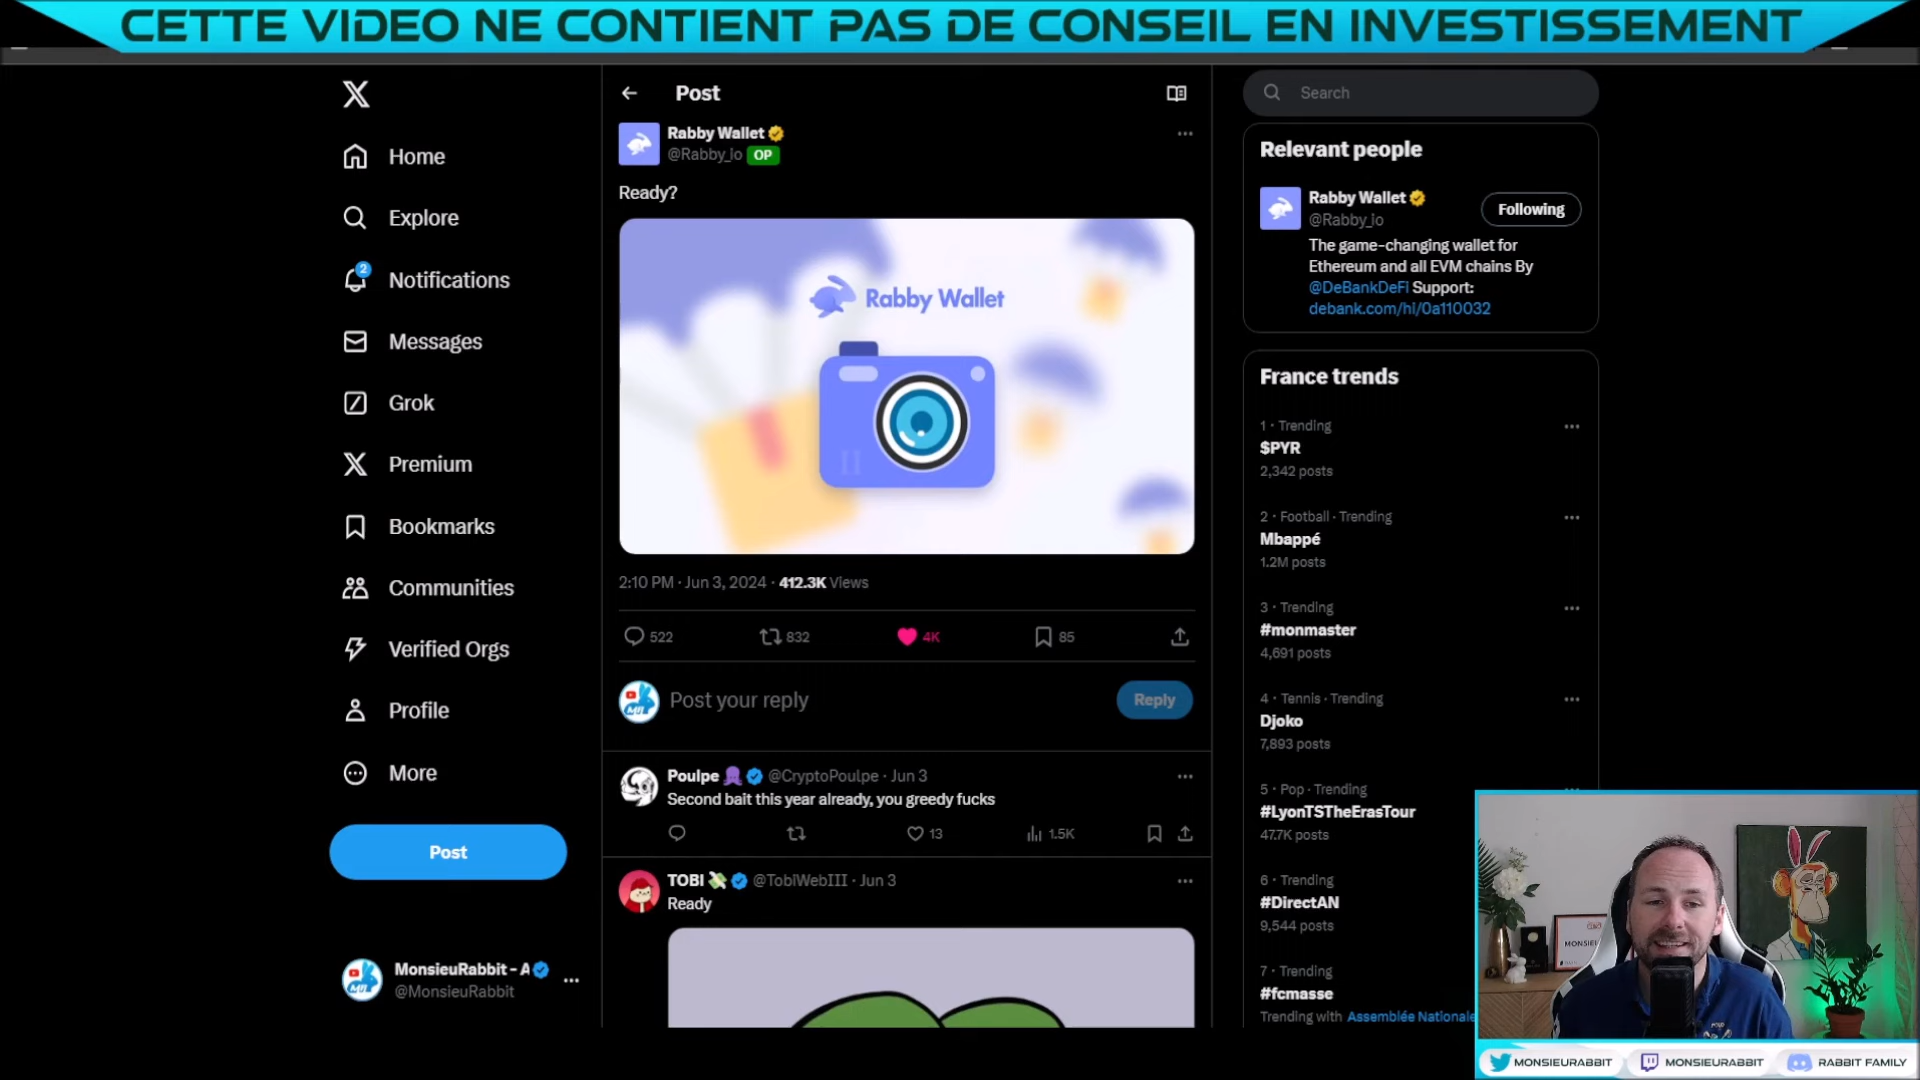 CETTE VIDEO NE CONTIENT PAS DE CONSEIL EN INVESTISSEMENT
Home
Explore
2
Notifications
Messages
Grok
Premium
Bookmarks
Communities
Verified Orgs
Profile
More
Post
MonsieuRabbit - A
@MonsieuRabbit
Post
Rabby Wallet
@Rabby_io OP
Ready?
Rabby Wallet
2:10 PM · Jun 3, 2024 · 412.3K Views
522 832 4K 85
Post your reply
Reply
Poulpe @CryptoPoulpe · Jun 3
Second bait this year already, you greedy fucks
13 1.5K
TOBI @TobiWebIII · Jun 3
Ready
Search
Relevant people
Rabby Wallet
@Rabby_io
Following
The game-changing wallet for
Ethereum and all EVM chains By
@DeBankDeFi Support:
debank.com/hi/0a110032
France trends
1 · Trending
$PYR
2,342 posts
2 · Football · Trending
Mbappé
1.2M posts
3 · Trending
#monmaster
4,691 posts
4 · Tennis · Trending
Djoko
7,893 posts
5 · Pop · Trending
#LyonTSTheErasTour
47.7K posts
6 · Trending
#DirectAN
9,544 posts
7 · Trending
#fcmasse
Trending with Assemblée Nationale
MONSIE
MONSIEURABBIT MONSIEURABBIT RABBIT FAMILY